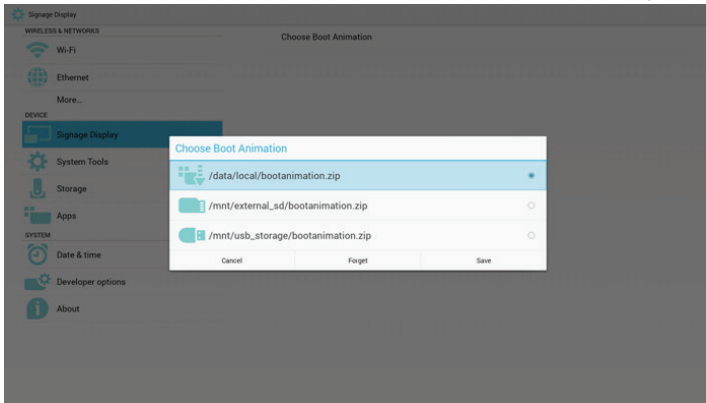 Signage Display
WIRELESS & NETWORKS
Wi-Fi
Ethernet
More...
DEVICE
Signage Display
System Tools
Storage
Apps
SYSTEM
Date & time
Developer options
About
Choose Boot Animation
Choose Boot Animation
/data/local/bootanimation.zip
/mnt/external_sd/bootanimation.zip
/mnt/usb_storage/bootanimation.zip
Cancel Forget Save